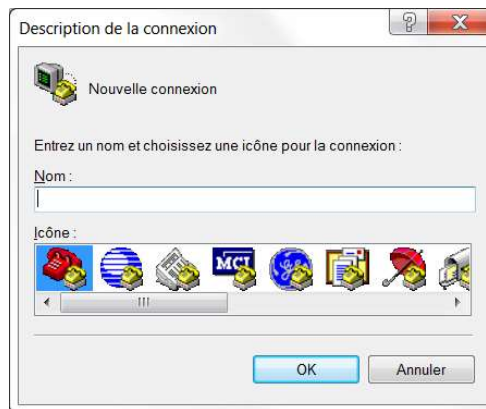 Description de la connexion
Nouvelle connexion
Entrez un nom et choisissez une icône pour la connexion :
Nom :
Icône :
MCI
OK
Annuler